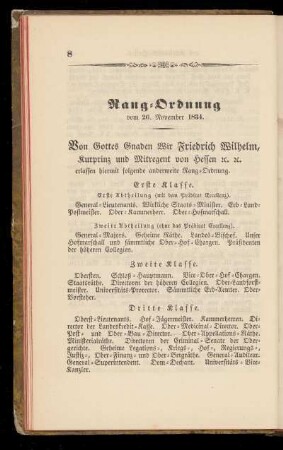 8
Rang-Ordnung
vom 26. November 1834.
Von Gottes Gnaden Wir Friedrich Wilhelm,
Kurprinz und Mitregent von Hessen ꝛc. ꝛc.
erlassen hiermit folgende anderweite Rang-Ordnung.
Erste Klasse.
Erste Abtheilung (mit dem Prädicat Excellenz).
General-Lieutenants. Wirkliche Staats-Minister. Erb-Land-
Postmeister. Ober-Kammerherr. Ober-Hofmarschall.
Zweite Abtheilung (ohne das Prädicat Excellenz).
General-Majors. Geheime Räthe. Landes-Bischof. Unser
Hofmarschall und sämmtliche Ober-Hof-Chargen. Präsidenten
der höheren Collegien.
Zweite Klasse.
Obersten. Schloß-Hauptmann. Vice-Ober-Hof-Chargen.
Staatsräthe. Directoren der höheren Collegien. Ober-Landforst-
meister. Universitäts-Prorector. Sämmtliche Erb-Aemter. Ober-
Vorsteher.
Dritte Klasse.
Oberst-Lieutenants. Hof-Jägermeister. Kammerherren. Di-
rector der Landeskredit-Kasse. Ober-Medicinal-Director. Ober-
Post- und Ober-Bau-Director. Ober-Appellations-Räthe.
Ministerialräthe. Directoren der Criminal-Senate der Ober-
gerichte. Geheime Legations-, Kriegs-, Hof-, Regierungs-,
Justiz-, Ober-Finanz- und Ober-Bergräthe. General-Auditeur.
General-Superintendent. Dom-Dechant. Universitäts-Vice-
Kanzler.